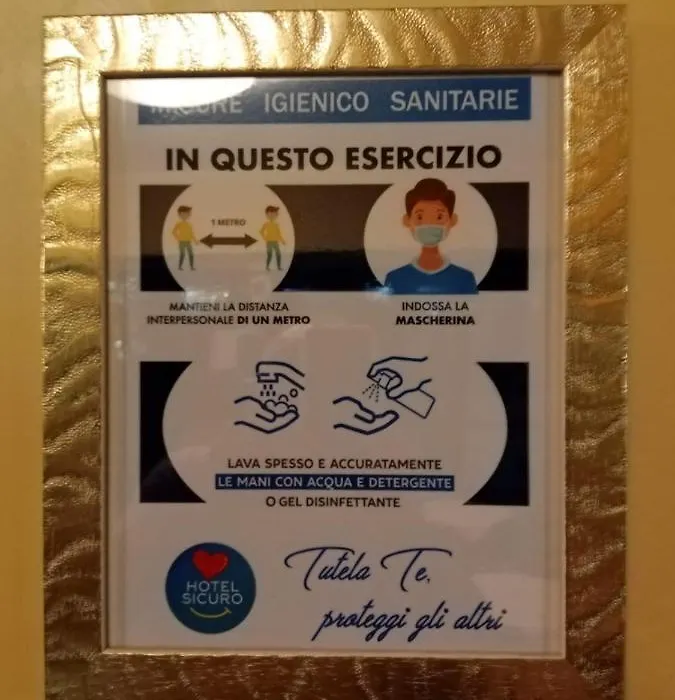 MISURE IGIENICO SANITARIE
IN QUESTO ESERCIZIO
1 METRO
MANTIENI LA DISTANZA
INTERPERSONALE DI UN METRO
INDOSSA LA
MASCHERINA
LAVA SPESSO E ACCURATAMENTE
LE MANI CON ACQUA E DETERGENTE
O GEL DISINFETTANTE
HOTEL
SICURO
Tutela Te,
proteggi gli altri